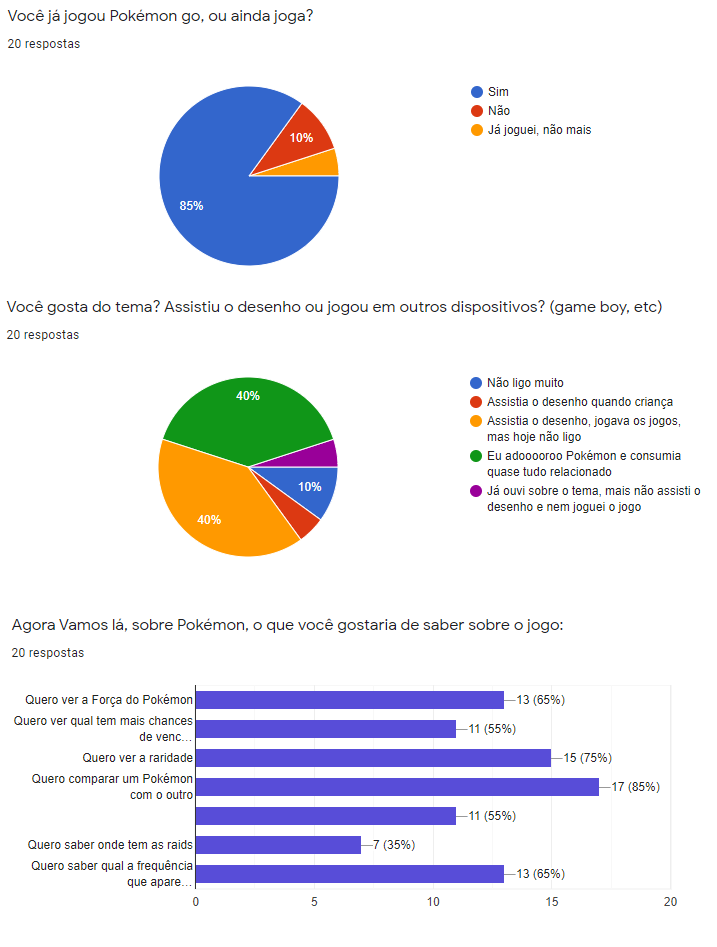 Você já jogou Pokémon go, ou ainda joga?
20 respostas
Sim
Não
Já joguei, não mais
10%
85%
Você gosta do tema? Assistiu o desenho ou jogou em outros dispositivos? (game boy, etc)
20 respostas
Não ligo muito
Assistia o desenho quando criança
Assistia o desenho, jogava os jogos,
mas hoje não ligo
Eu adooooroo Pokémon e consumia
quase tudo relacionado
Já ouvi sobre o tema, mais não assisti o
desenho e nem joguei o jogo
40%
10%
40%
Agora Vamos lá, sobre Pokémon, o que você gostaria de saber sobre o jogo:
20 respostas
Quero ver a Força do Pokémon
13 (65%)
Quero ver qual tem mais chances
de venc…
11 (55%)
Quero ver a raridade
15 (75%)
Quero comparar um Pokémon
com o outro
17 (85%)
11 (55%)
Quero saber onde tem as raids
7 (35%)
Quero saber qual a frequência
que apare…
13 (65%)
0 5 10 15 20